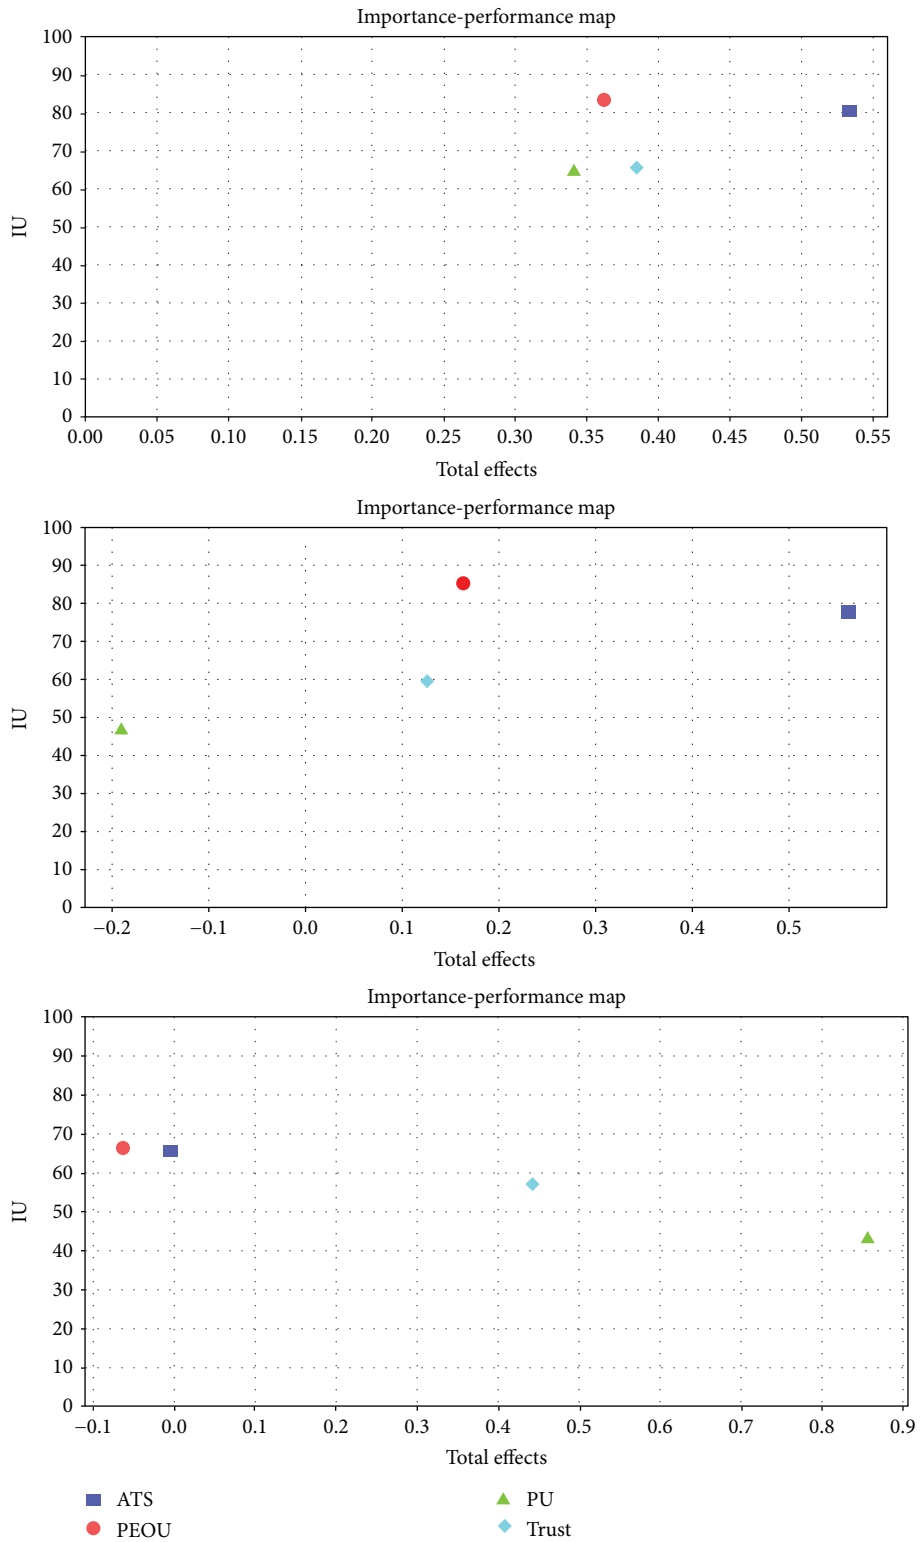 Importance-performance map
100
90
80
70
60
50
40
30
20
10
0
IU
0.00 0.05 0.10 0.15 0.20 0.25 0.30 0.35 0.40 0.45 0.50 0.55
Total effects
Importance-performance map
100
90
80
70
60
50
40
30
20
10
0
IU
−0.2 −0.1 0.0 0.1 0.2 0.3 0.4 0.5
Total effects
Importance-performance map
100
90
80
70
60
50
40
30
20
10
0
IU
−0.1 0.0 0.1 0.2 0.3 0.4 0.5 0.6 0.7 0.8 0.9
Total effects
ATS
PEOU
PU
Trust